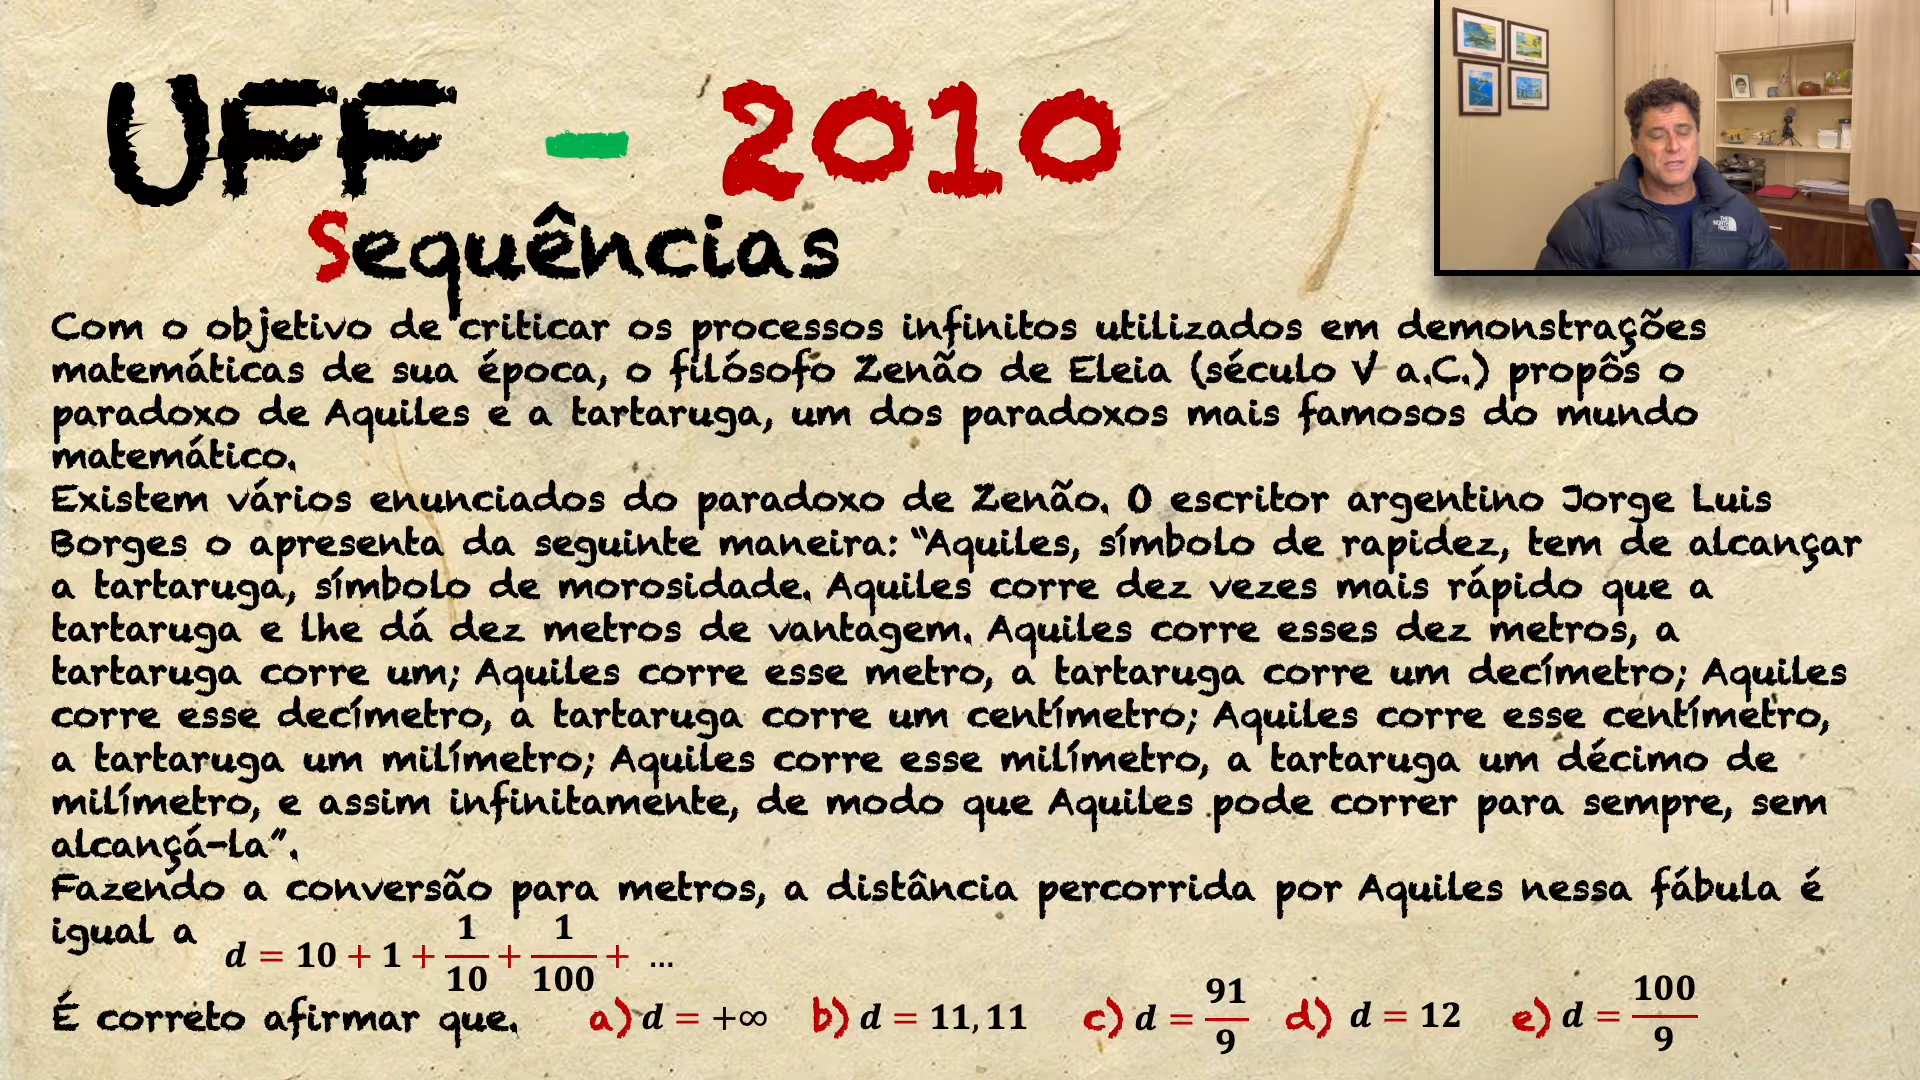 UFF - 2010
Sequências
Com o objetivo de criticar os processos infinitos utilizados em demonstrações
matemáticas de sua época, o filósofo Zenão de Eleia (século V a.C.) propôs o
paradoxo de Aquiles e a tartaruga, um dos paradoxos mais famosos do mundo
matemático.
Existem vários enunciados do paradoxo de Zenão. O escritor argentino Jorge Luis
Borges o apresenta da seguinte maneira: “Aquiles, símbolo de rapidez, tem de alcançar
a tartaruga, símbolo de morosidade. Aquiles corre dez vezes mais rápido que a
tartaruga e lhe dá dez metros de vantagem. Aquiles corre esses dez metros, a
tartaruga corre um; Aquiles corre esse metro, a tartaruga corre um decímetro; Aquiles
corre esse decímetro, a tartaruga corre um centímetro; Aquiles corre esse centímetro,
a tartaruga um milímetro; Aquiles corre esse milímetro, a tartaruga um décimo de
milímetro, e assim infinitamente, de modo que Aquiles pode correr para sempre, sem
alcançá-la”.
Fazendo a conversão para metros, a distância percorrida por Aquiles nessa fábula é
igual a d = 10 + 1 + 1/10 + 1/100 + ...
É correto afirmar que. a) d = +∞ b) d = 11,11 c) d = 91/9 d) d = 12 e) d = 100/9
THE NORTH FACE